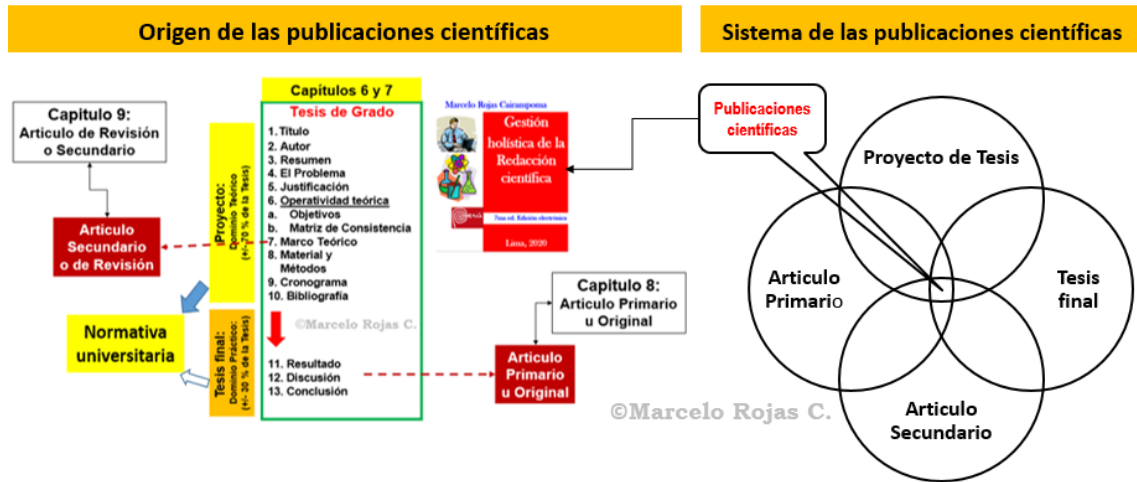 Origen de las publicaciones científicas
Capitulo 9:
Articulo de Revisión
o Secundario
Articulo
Secundario
o de Revisión
Normativa
universitaria
Proyecto:
Dominio Teórico
(+/-70 % de la Tesis)
Tesis final:
Dominio Práctico:
(+/- 30 % de la Tesis)
Capítulos 6 y 7
Tesis de Grado
1. Título
2. Autor
3. Resumen
4. El Problema
5. Justificación
6. Operatividad teórica
a. Objetivos
b. Matriz de Consistencia
7. Marco Teórico
8. Material y
Métodos
9. Cronograma
10. Bibliografía
©Marcelo Rojas C.
11. Resultado
12. Discusión
13. Conclusión
Marcelo Rojas Cairampoma
Gestión
holística de la
Redacción
científica
Perú
7ma ed. Edición electrónica
Lima, 2020
Capitulo 8:
Articulo Primario
u Original
Articulo
Primario
u Original
Sistema de las publicaciones científicas
Publicaciones
científicas
Proyecto de Tesis
Articulo
Primario
Tesis
final
Articulo
Secundario
©Marcelo Rojas C.